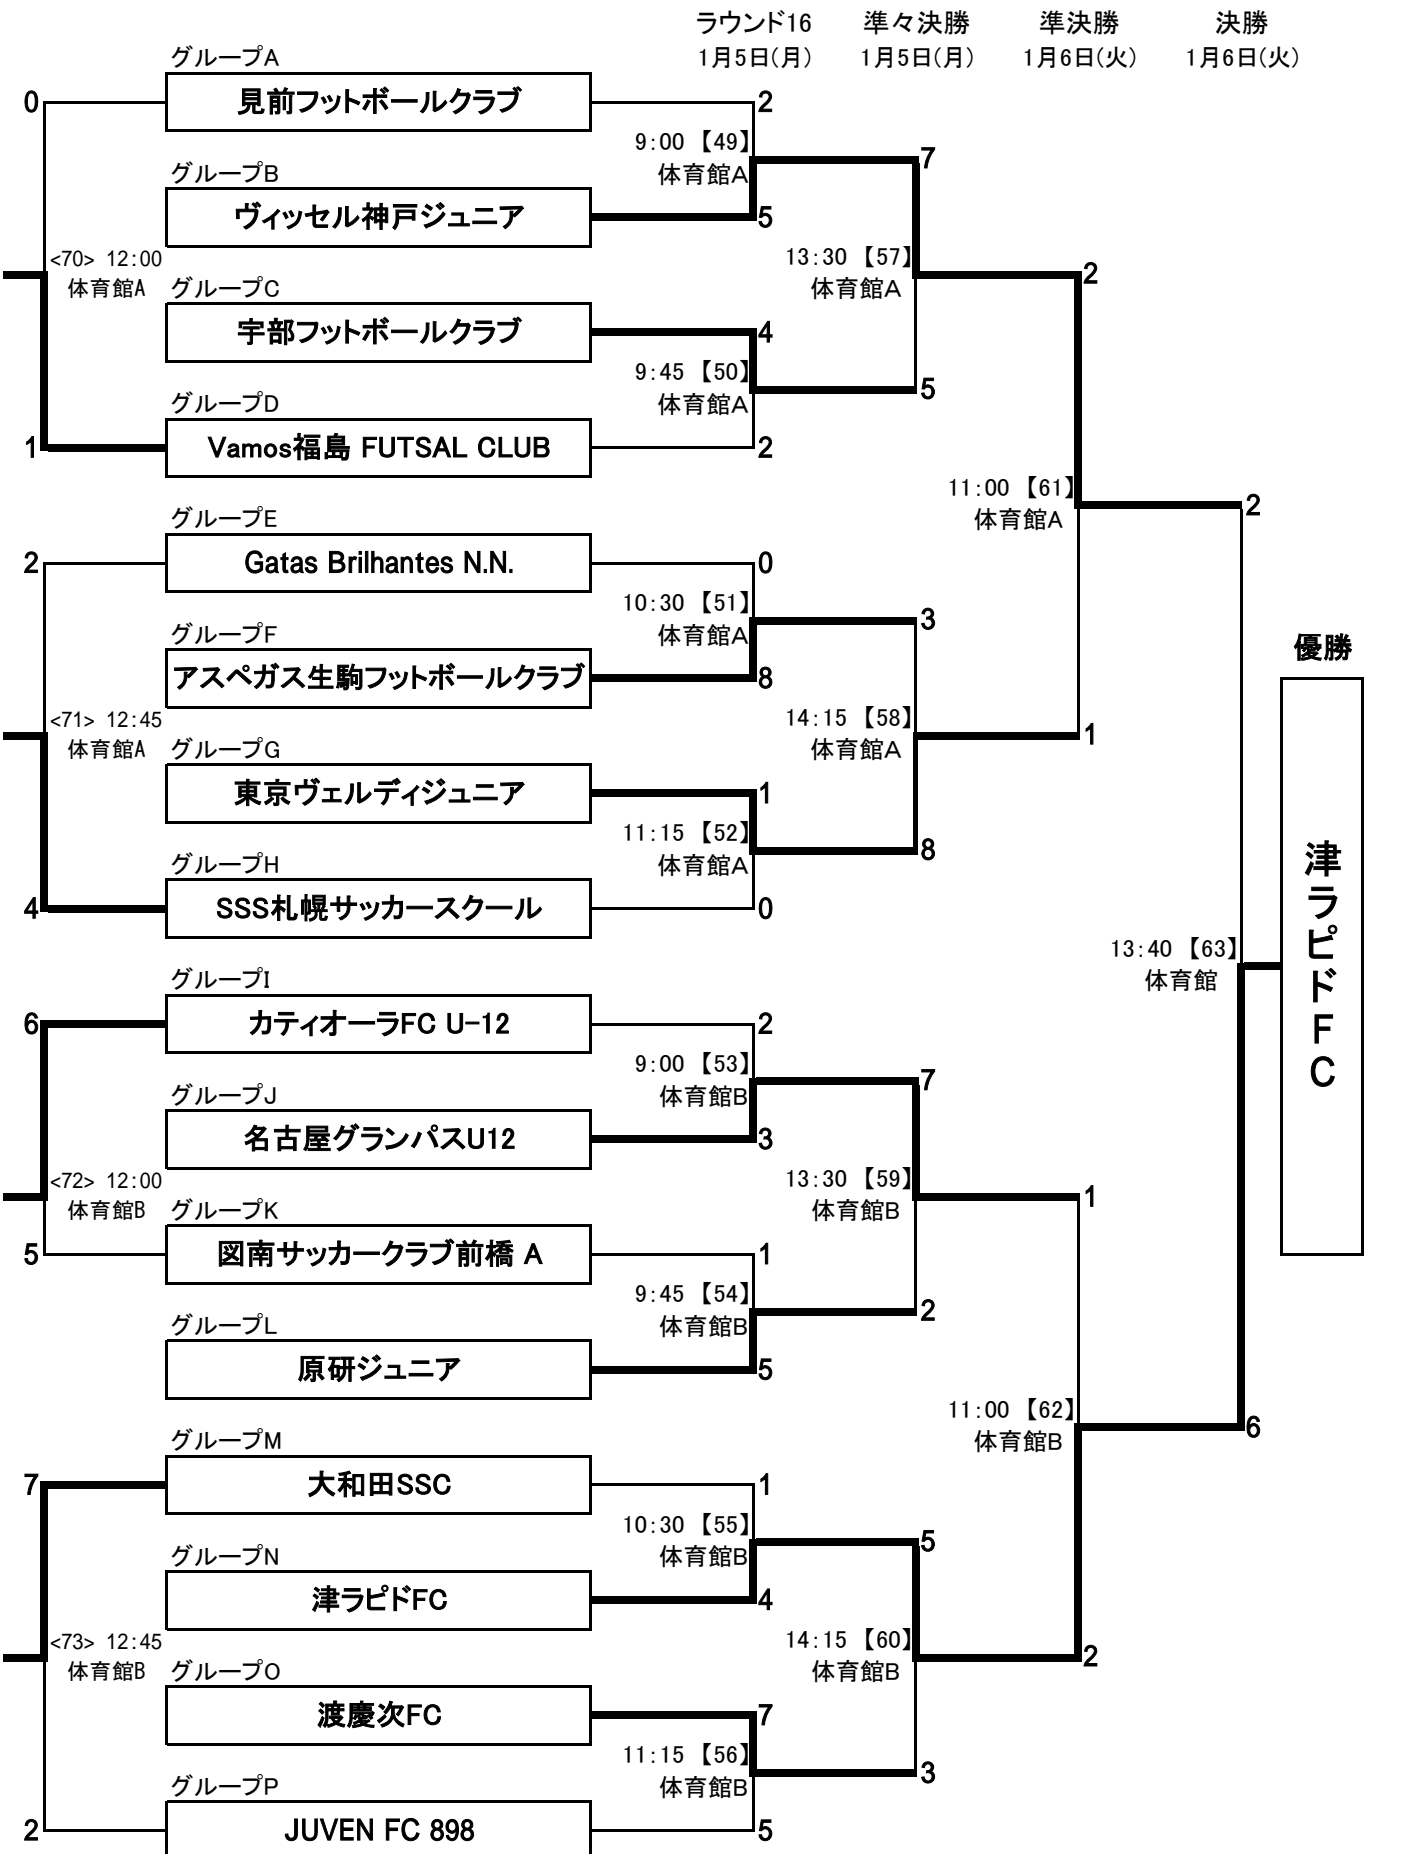 ラウンド16 準々決勝 準決勝 決勝
1月5日(月) 1月5日(月) 1月6日(火) 1月6日(火)
グループA
0 見前フットボールクラブ 2
9:00 【49】
体育館A
7
グループB
ヴィッセル神戸ジュニア 5
<70> 12:00
体育館A
13:30 【57】
体育館A
2
グループC
宇部フットボールクラブ 4
9:45 【50】
体育館A
5
グループD
1 Vamos福島 FUTSAL CLUB 2
11:00 【61】
体育館A
2
グループE
2 Gatas Brilhantes N.N. 0
10:30 【51】
体育館A
3
グループF
アスペガス生駒フットボールクラブ 8
優勝
<71> 12:45
体育館A
14:15 【58】
体育館A
1
グループG
東京ヴェルディジュニア 1
11:15 【52】
体育館A
8
グループH
4 SSS札幌サッカースクール 0
13:40 【63】
体育館
津ラピドFC
グループI
6 カティオーラFC U-12 2
9:00 【53】
体育館B
7
グループJ
名古屋グランパスU12 3
<72> 12:00
体育館B
13:30 【59】
体育館B
1
グループK
5 図南サッカークラブ前橋 A 1
9:45 【54】
体育館B
2
グループL
原研ジュニア 5
11:00 【62】
体育館B
6
グループM
7 大和田SSC 1
10:30 【55】
体育館B
5
グループN
津ラピドFC 4
<73> 12:45
体育館B
14:15 【60】
体育館B
2
グループO
渡慶次FC 7
11:15 【56】
体育館B
3
グループP
2 JUVEN FC 898 5